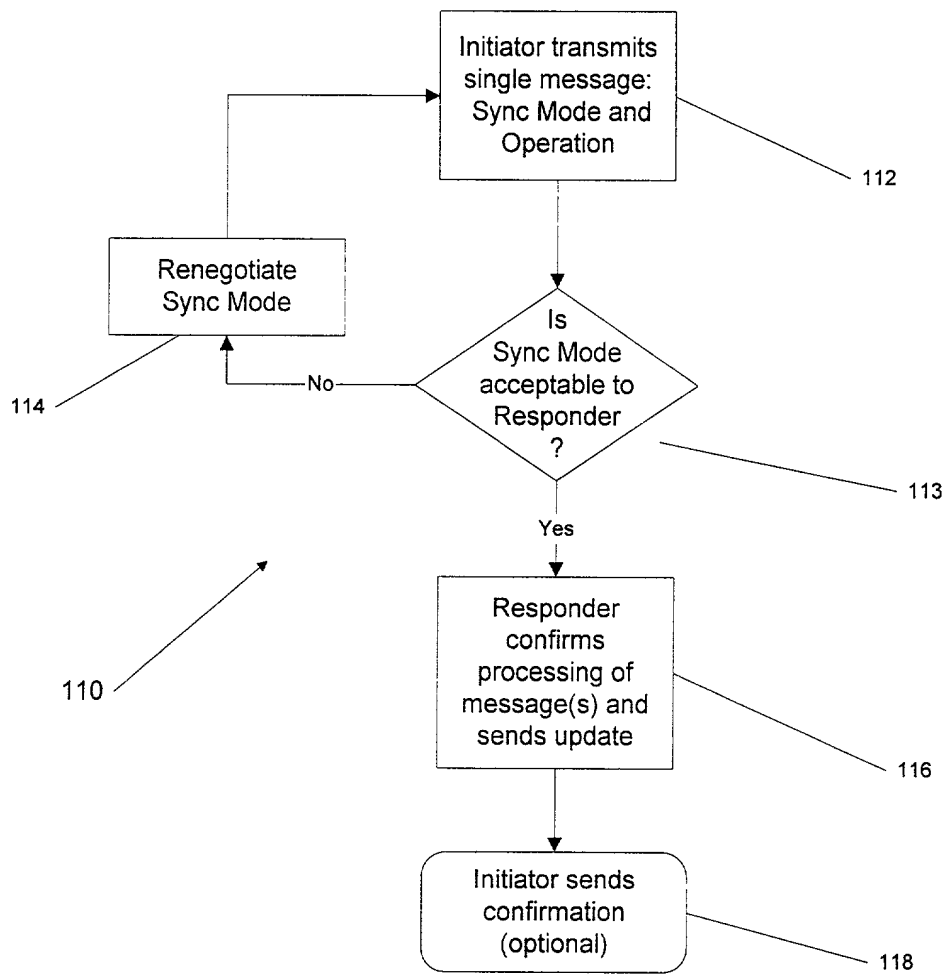 Initiator transmits
single message:
Sync Mode and
Operation
112
Renegotiate
Sync Mode
114
Is
Sync Mode
acceptable to
Responder
?
No
113
Yes
110
Responder
confirms
processing of
message(s) and
sends update
116
Initiator sends
confirmation
(optional)
118